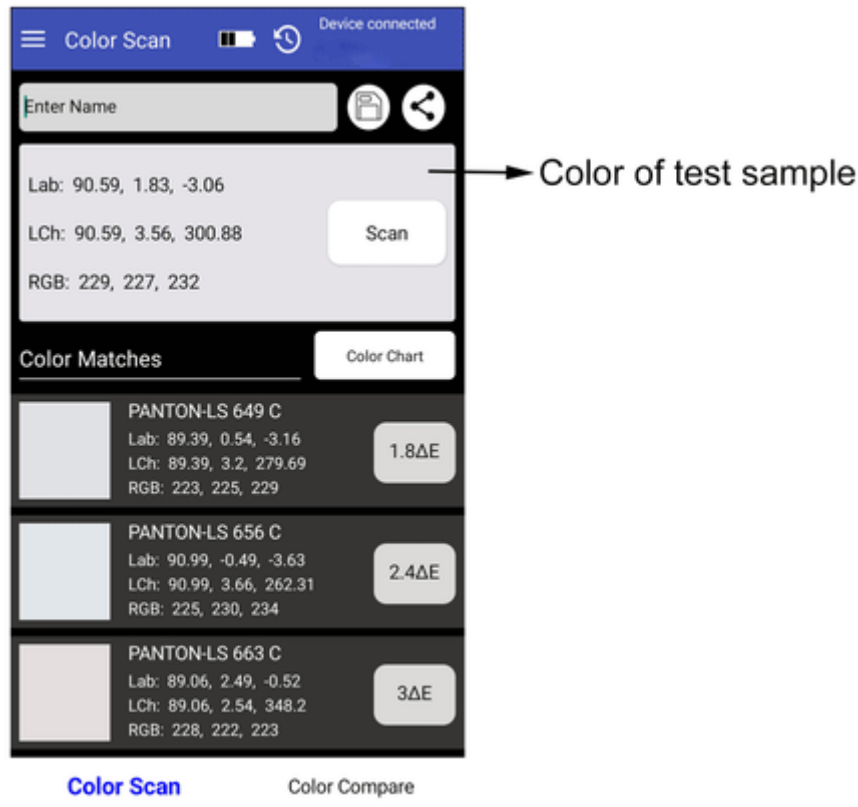 Color Scan
Device connected
Enter Name
Color of test sample
Lab: 90.59, 1.83, -3.06
LCh: 90.59, 3.56, 300.88
Scan
RGB: 229, 227, 232
Color Matches
Color Chart
PANTON-LS 649 C
Lab: 89.39, 0.54, -3.16
LCh: 89.39, 3.2, 279.69
RGB: 223, 225, 229
1.8ΔE
PANTON-LS 656 C
Lab: 90.99, -0.49, -3.63
LCh: 90.99, 3.66, 262.31
RGB: 225, 230, 234
2.4ΔE
PANTON-LS 663 C
Lab: 89.06, 2.49, -0.52
LCh: 89.06, 2.54, 348.2
RGB: 228, 222, 223
3ΔE
Color Scan
Color Compare